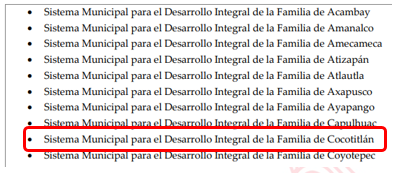 • Sistema Municipal para el Desarrollo Integral de la Familia de Acambay
• Sistema Municipal para el Desarrollo Integral de la Familia de Amanalco
• Sistema Municipal para el Desarrollo Integral de la Familia de Amecameca
• Sistema Municipal para el Desarrollo Integral de la Familia de Atizapán
• Sistema Municipal para el Desarrollo Integral de la Familia de Atlautla
• Sistema Municipal para el Desarrollo Integral de la Familia de Axapusco
• Sistema Municipal para el Desarrollo Integral de la Familia de Ayapango
• Sistema Municipal para el Desarrollo Integral de la Familia de Capulhuac
• Sistema Municipal para el Desarrollo Integral de la Familia de Cocotitlán
• Sistema Municipal para el Desarrollo Integral de la Familia de Coyotepec